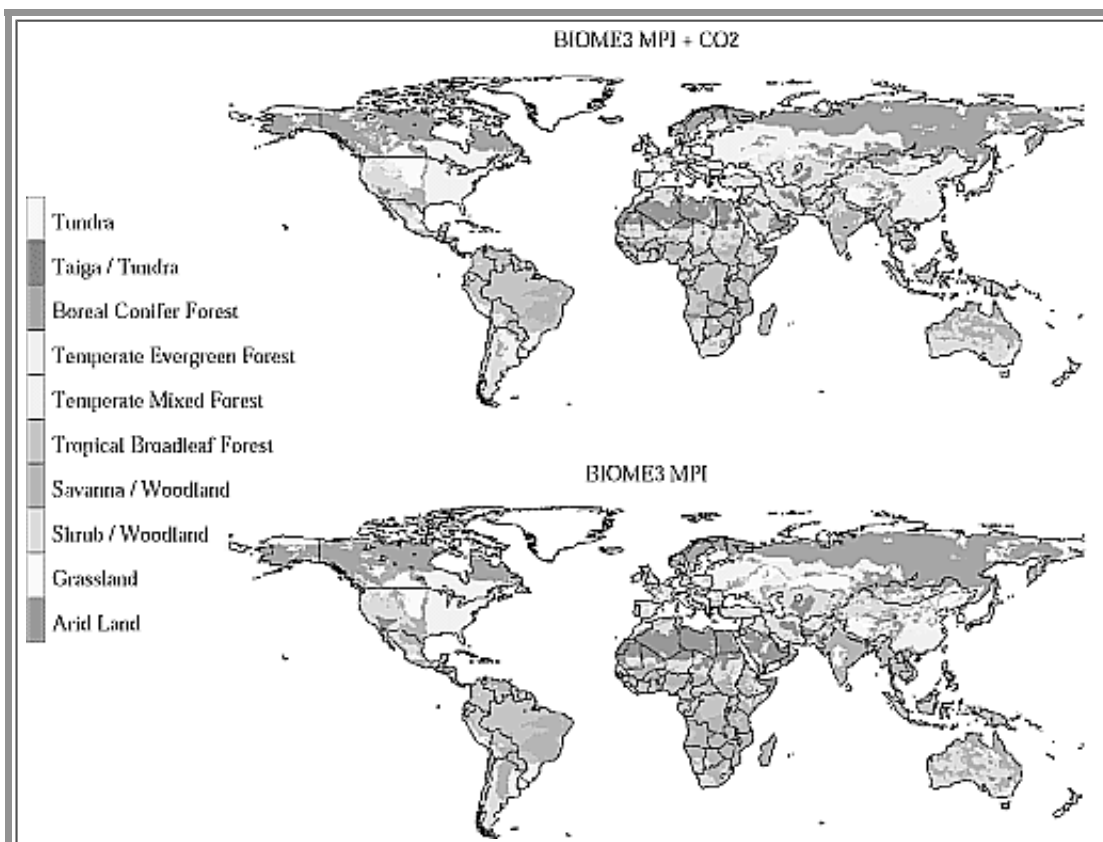 BIOME3 MPI + CO2
Tundra
Taiga / Tundra
Boreal Conifer Forest
Temperate Evergreen Forest
Temperate Mixed Forest
Tropical Broadleaf Forest
Savanna / Woodland
Shrub / Woodland
Grassland
Arid Land
BIOME3 MPI